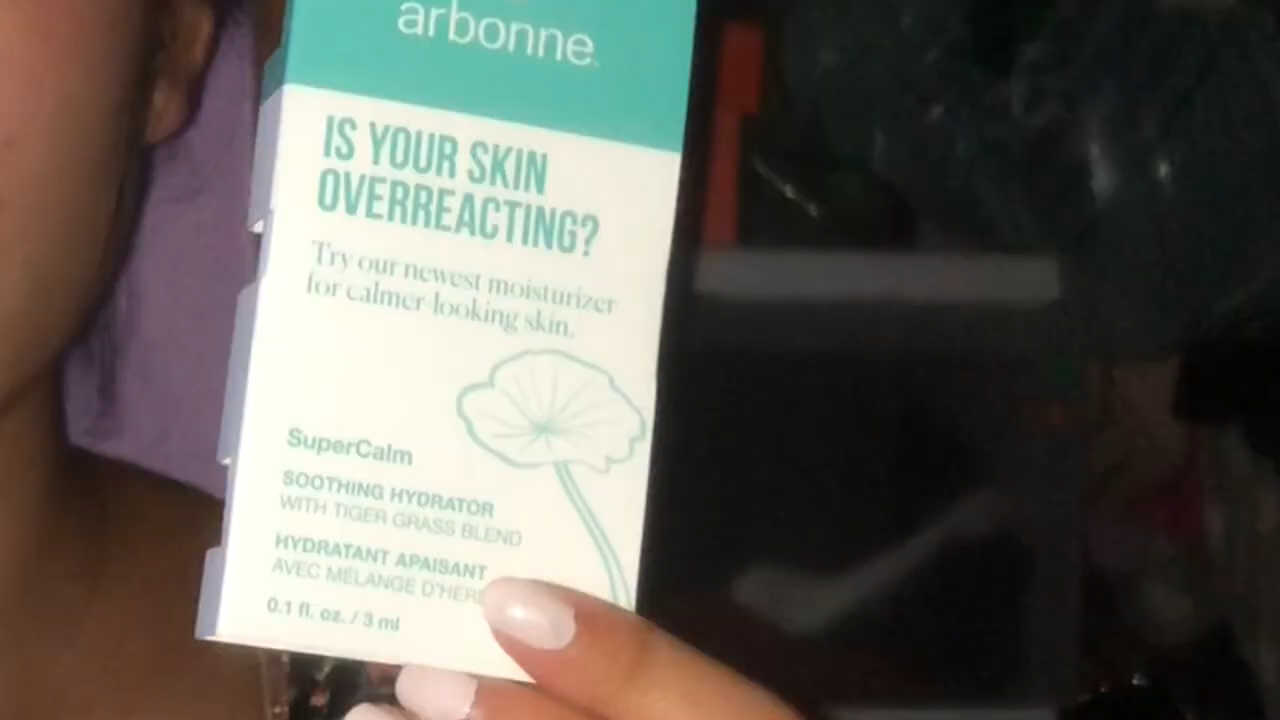 arbonne
IS YOUR SKIN
OVERREACTING?
Try our newest moisturizer
for calmer-looking skin.
SuperCalm
SOOTHING HYDRATOR
WITH TIGER GRASS BLEND
HYDRATANT APAISANT
AVEC MÉLANGE
0.1 fl. oz. / 3 ml